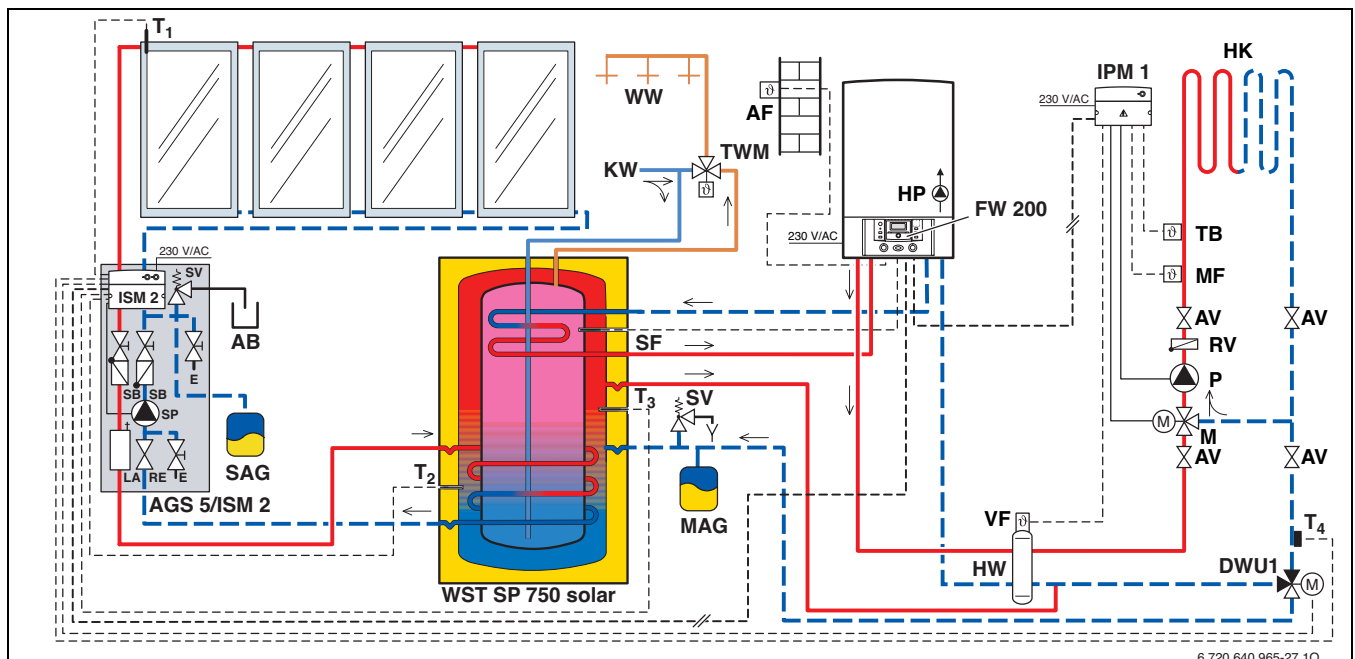 T1
HK
IPM 1
230 V/AC
WW
ϑ
AF
TWM
KW
ϑ
HP
FW 200
230 V/AC
ϑ TB
ϑ MF
230 V/AC
SV
ISM 2
AB
E
SB SB
SP
SAG
LA RE E
AGS 5/ISM 2
SF
T3
T2
SV
MAG
WST SP 750 solar
AV AV
RV
P
M M
AV AV
VF ϑ
HW
T4
DWU1
M
6 720 640 965-27.1O